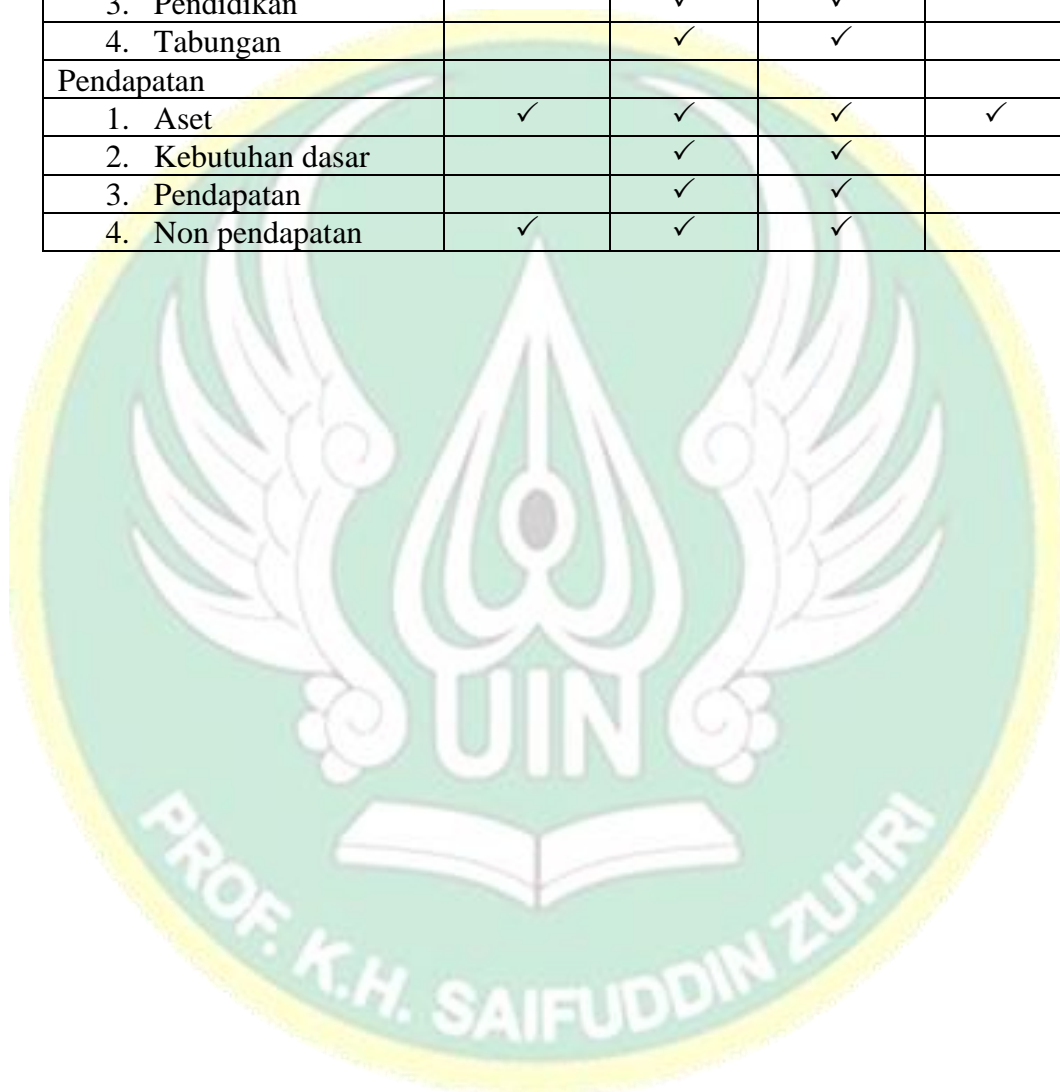 3. Pendidikan ✓ ✓
4. Tabungan ✓ ✓
Pendapatan
1. Aset ✓ ✓ ✓ ✓
2. Kebutuhan dasar ✓ ✓
3. Pendapatan ✓ ✓
4. Non pendapatan ✓ ✓ ✓
UIN
PROF. K.H. SAIFUDDIN ZUHRI